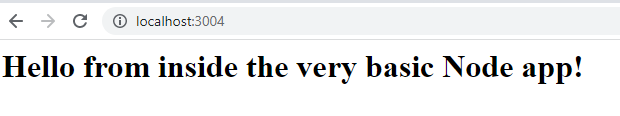 localhost:3004
Hello from inside the very basic Node app!